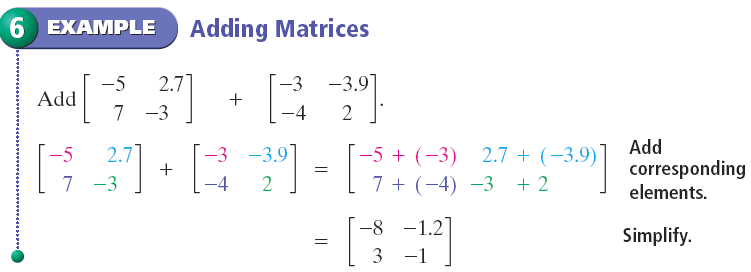 6 EXAMPLE Adding Matrices
Add [ -5 2.7 ] + [ -3 -3.9 ].
[ 7 -3 ] [ -4 2 ]
[ -5 2.7 ] + [ -3 -3.9 ] = [ -5 + (-3) 2.7 + (-3.9) ] Add
[ 7 -3 ] [ -4 2 ] [ 7 + (-4) -3 + 2 ] corresponding
elements.
= [ -8 -1.2 ] Simplify.
[ 3 -1 ]